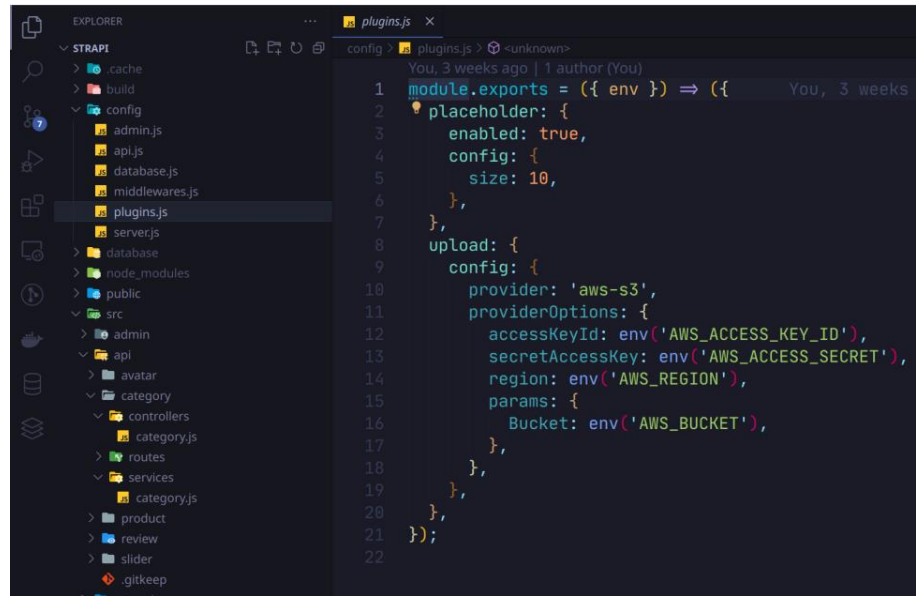 EXPLORER
STRAPI
.cache
build
config
admin.js
api.js
database.js
middlewares.js
plugins.js
server.js
database
node_modules
public
src
admin
api
avatar
category
controllers
category.js
routes
services
category.js
product
review
slider
.gitkeep
7
plugins.js
config > plugins.js > <unknown>
You, 3 weeks ago | 1 author (You)
1 module.exports = ({ env }) => ({ You, 3 weeks
2 placeholder: {
3 enabled: true,
4 config: {
5 size: 10,
6 },
7 },
8 upload: {
9 config: {
10 provider: 'aws-s3',
11 providerOptions: {
12 accessKeyId: env('AWS_ACCESS_KEY_ID'),
13 secretAccessKey: env('AWS_ACCESS_SECRET'),
14 region: env('AWS_REGION'),
15 params: {
16 Bucket: env('AWS_BUCKET'),
17 },
18 },
19 },
20 },
21 });
22